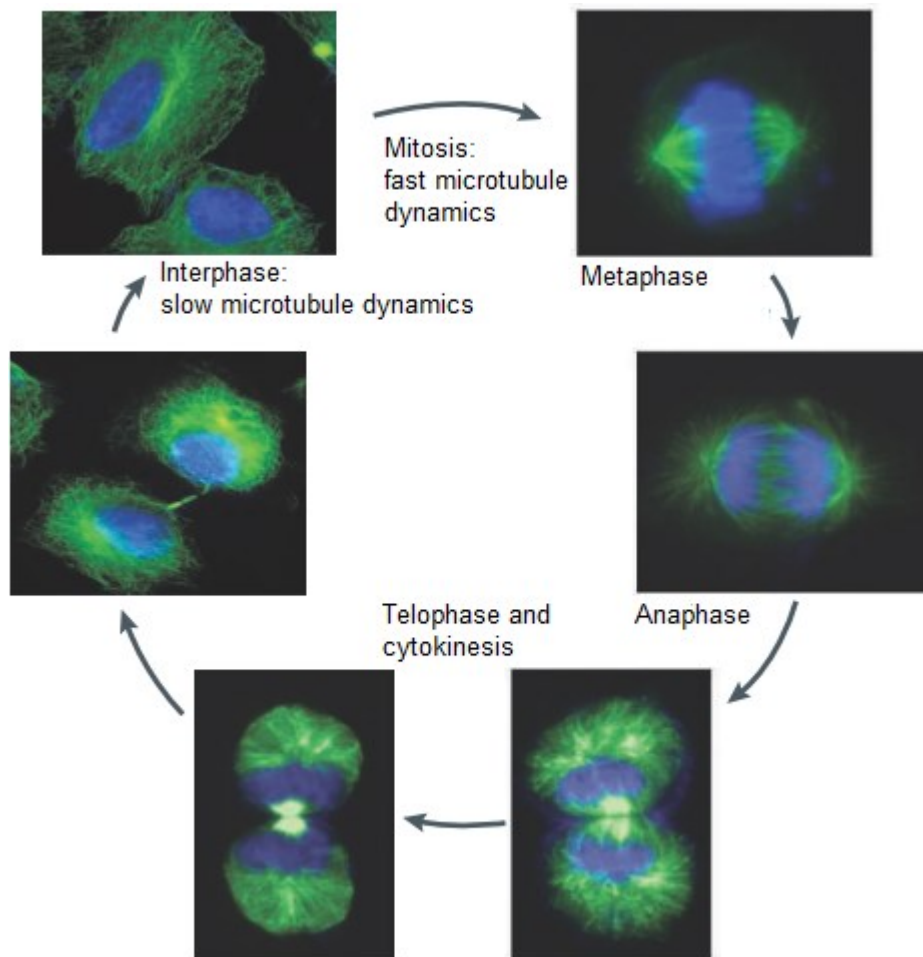 Mitosis:
fast microtubule
dynamics
Interphase:
slow microtubule dynamics
Metaphase
Anaphase
Telophase and
cytokinesis